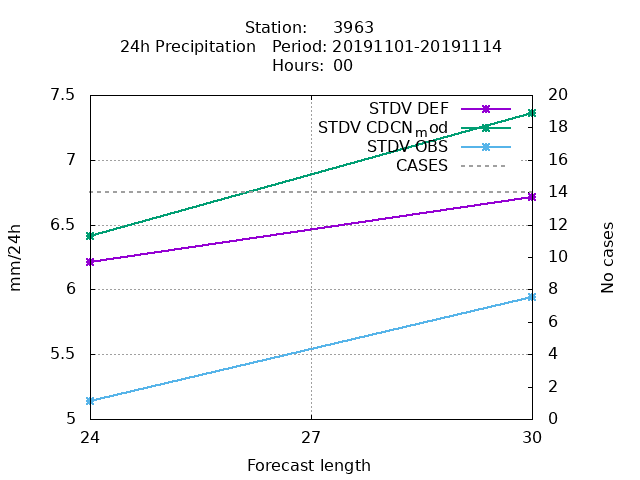 Station: 3963
24h Precipitation Period: 20191101-20191114
Hours: 00
7.5
7
6.5
6
5.5
5
20
18
16
14
12
10
8
6
4
2
0
STDV DEF
STDV CDCN_mod
STDV OBS
CASES
mm/24h
No cases
24
27
30
Forecast length